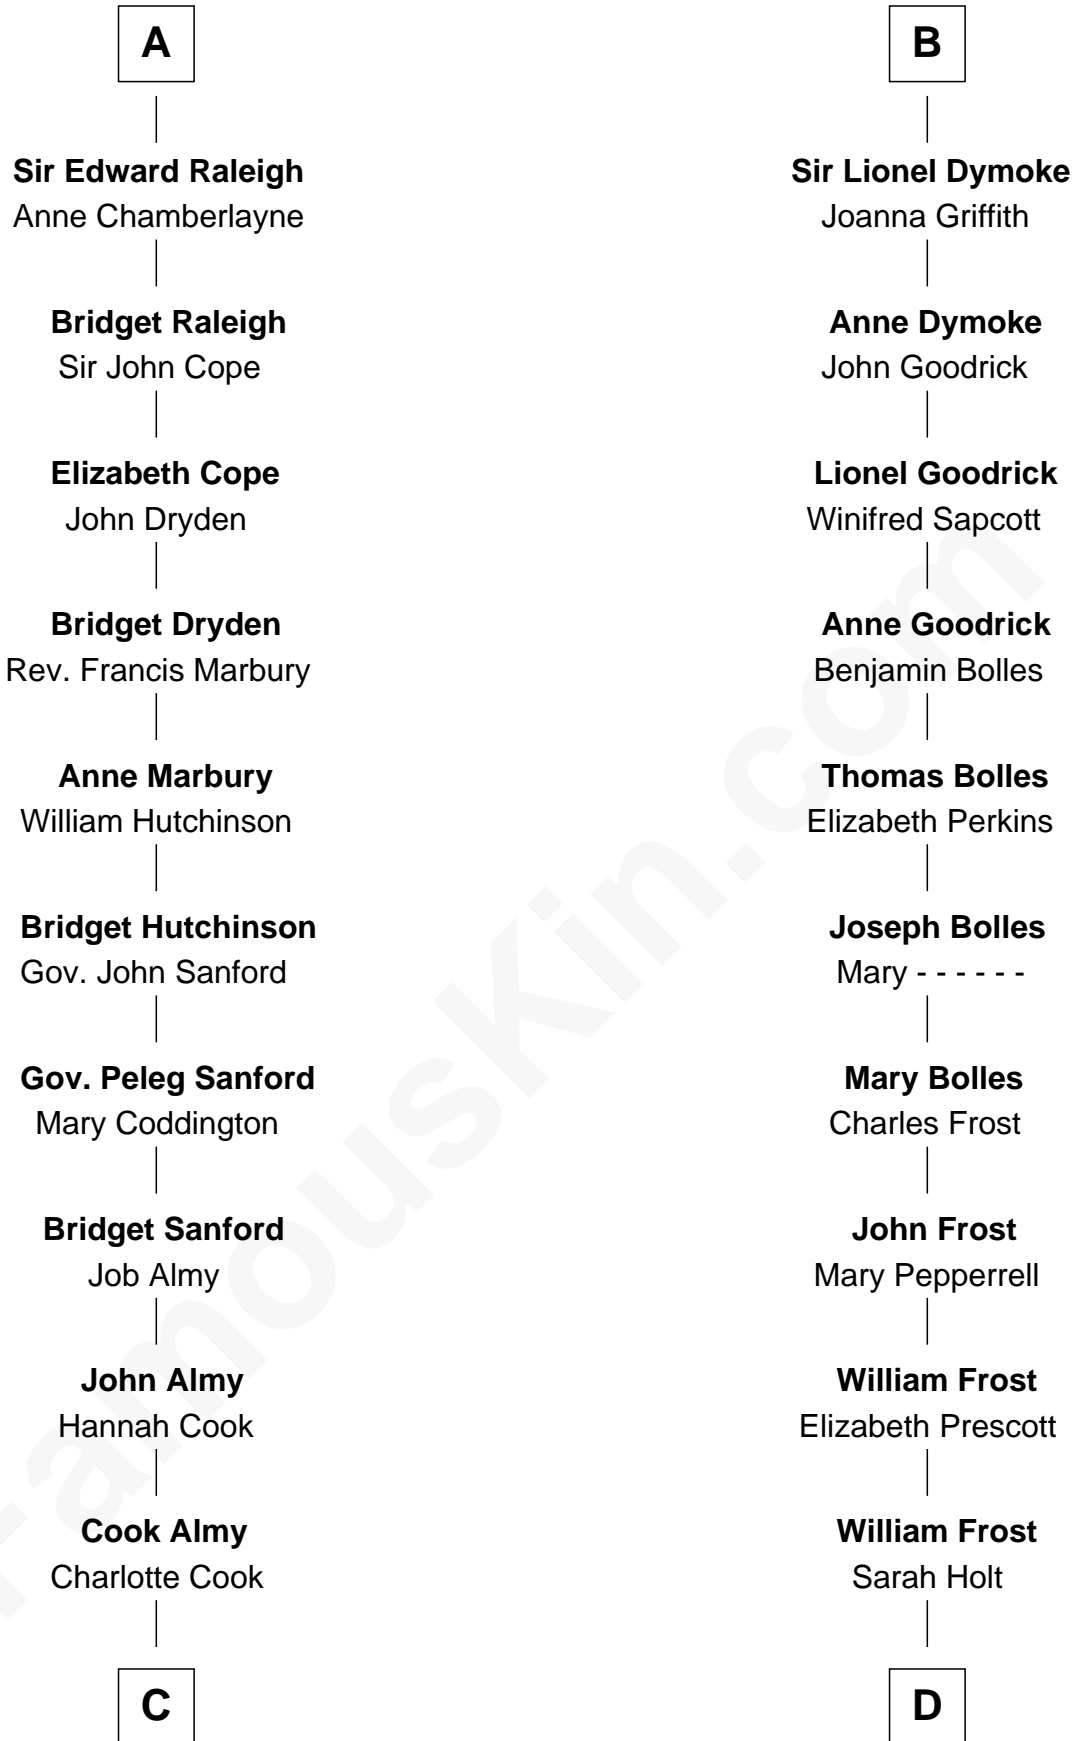 A
Sir Edward Raleigh
Anne Chamberlayne
Bridget Raleigh
Sir John Cope
Elizabeth Cope
John Dryden
Bridget Dryden
Rev. Francis Marbury
Anne Marbury
William Hutchinson
Bridget Hutchinson
Gov. John Sanford
Gov. Peleg Sanford
Mary Coddington
Bridget Sanford
Job Almy
John Almy
Hannah Cook
Cook Almy
Charlotte Cook
C
B
Sir Lionel Dymoke
Joanna Griffith
Anne Dymoke
John Goodrick
Lionel Goodrick
Winifred Sapcott
Anne Goodrick
Benjamin Bolles
Thomas Bolles
Elizabeth Perkins
Joseph Bolles
Mary - - - - - -
Mary Bolles
Charles Frost
John Frost
Mary Pepperrell
William Frost
Elizabeth Prescott
William Frost
Sarah Holt
D
FamousKin.com